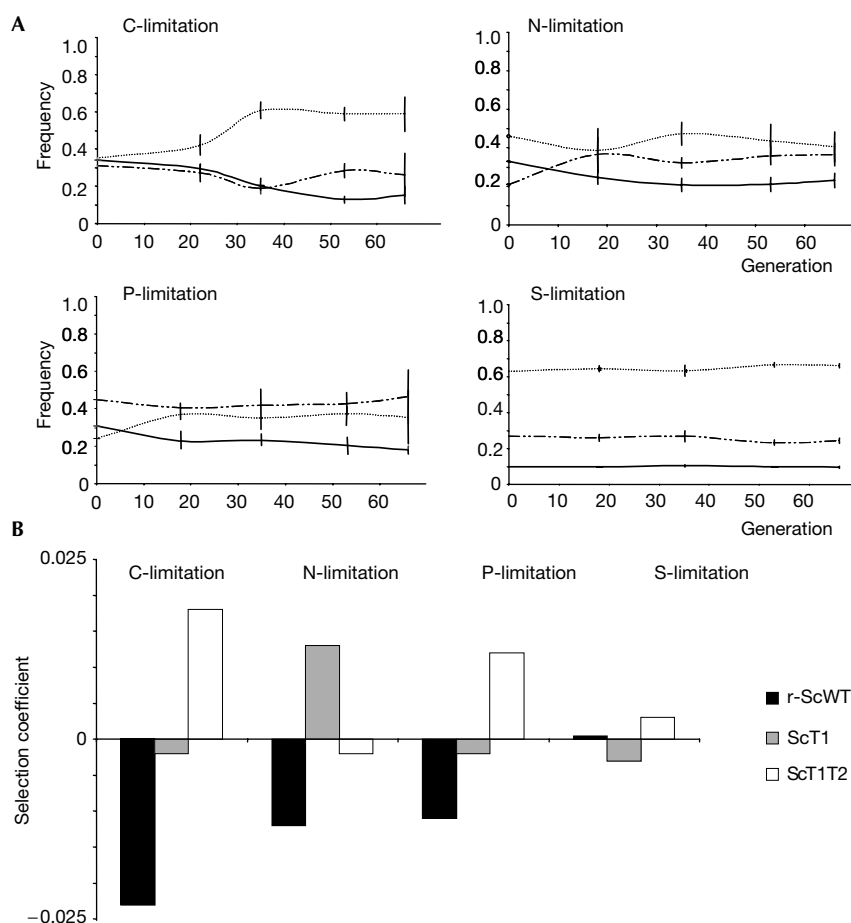 A
C-limitation
Frequency
1.0
0.8
0.6
0.4
0.2
0
0 10 20 30 40 50 60
N-limitation
1.0
0.8
0.6
0.4
0.2
0
0 10 20 30 40 50 60
Generation
P-limitation
Frequency
1.0
0.8
0.6
0.4
0.2
0
0 10 20 30 40 50 60
S-limitation
1.0
0.8
0.6
0.4
0.2
0
0 10 20 30 40 50 60
Generation
B
Selection coefficient
0.025
0
−0.025
C-limitation N-limitation P-limitation S-limitation
r-ScWT
ScT1
ScT1T2